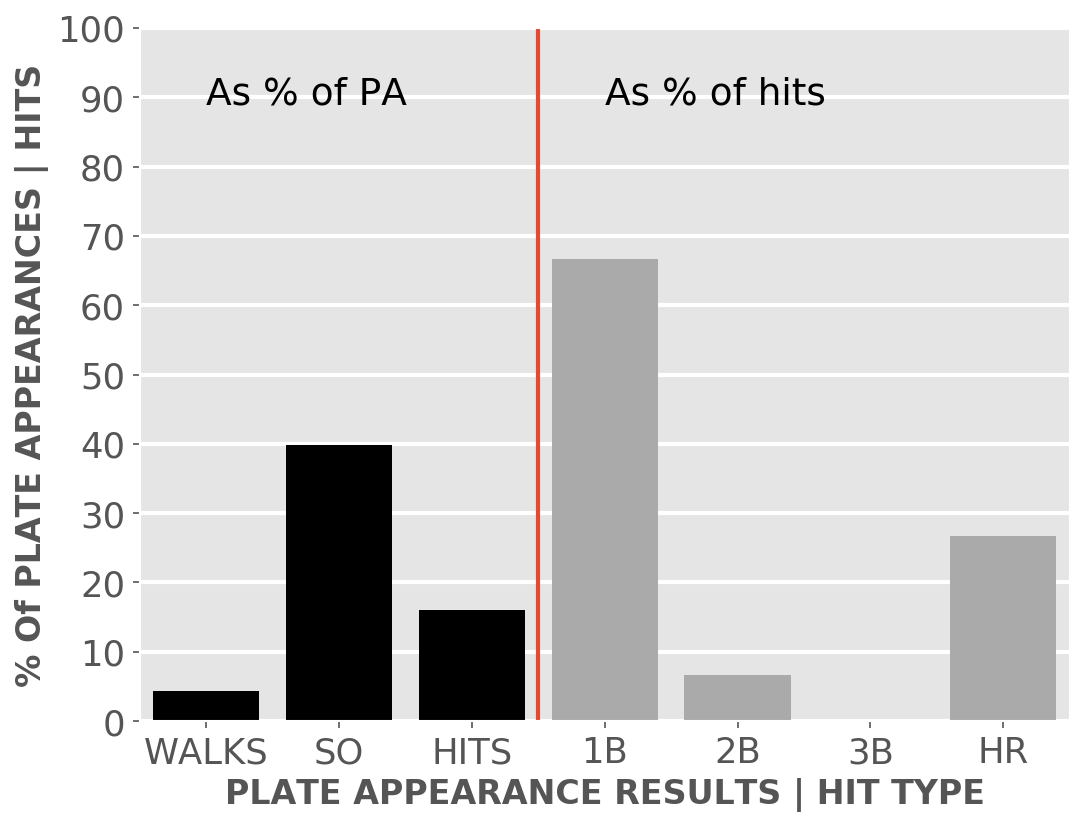 100
90
80
70
60
50
40
30
20
10
0
% Of PLATE APPEARANCES | HITS
As % of PA
As % of hits
WALKS SO HITS 1B 2B 3B HR
PLATE APPEARANCE RESULTS | HIT TYPE